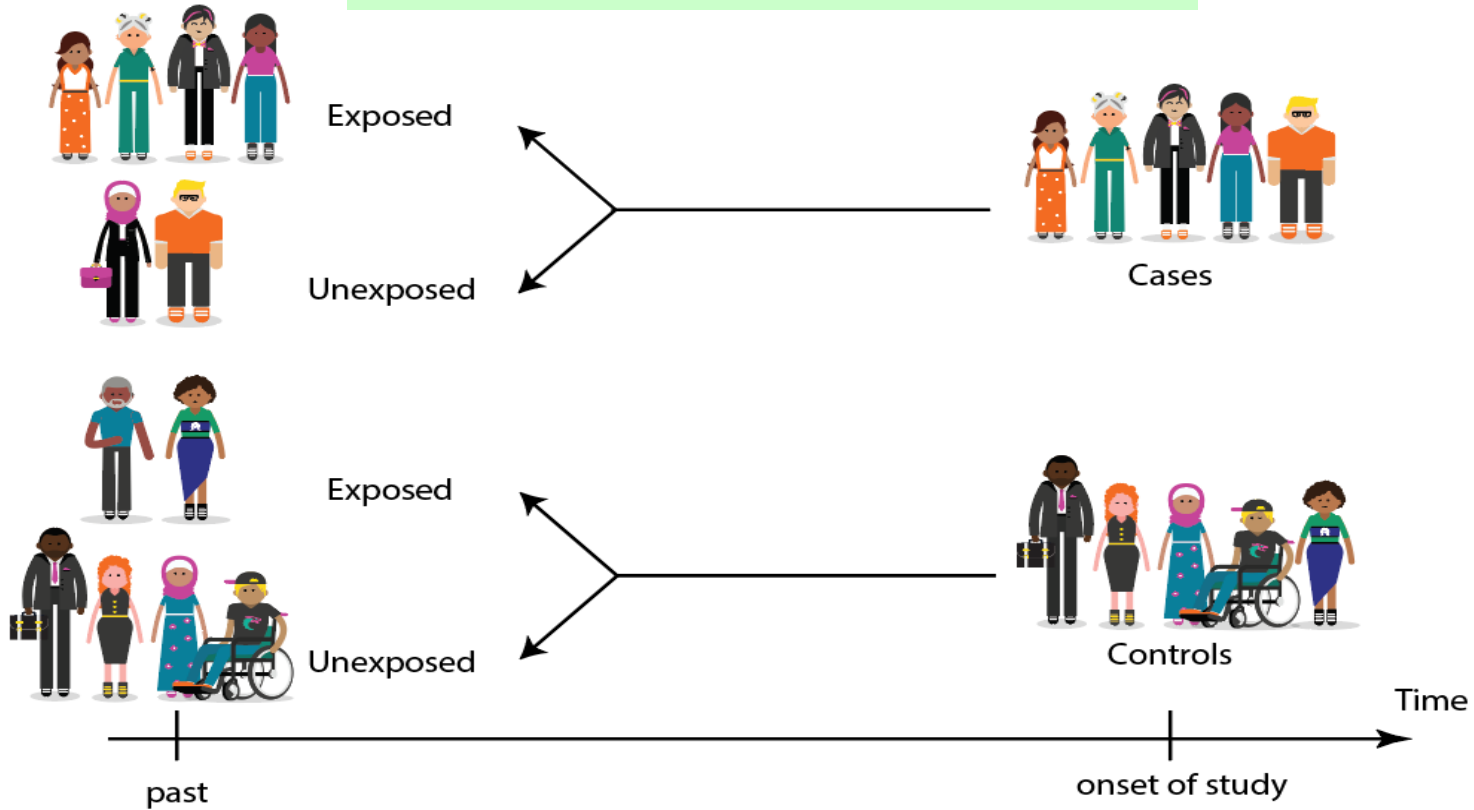 Exposed
Unexposed
Cases
Exposed
Unexposed
Controls
Time
past
onset of study